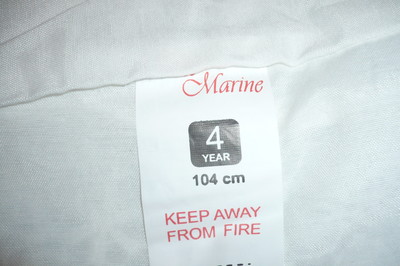 Marine
4
YEAR
104 cm
KEEP AWAY
FROM FIRE